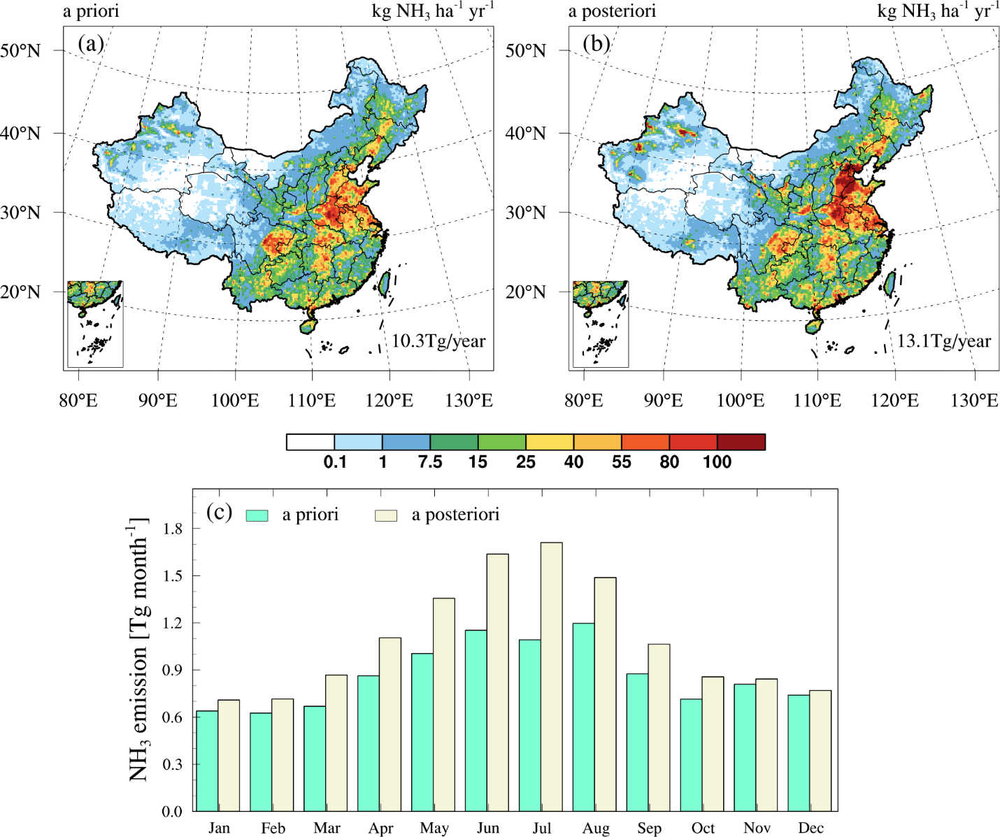 a priori kg NH₃ ha⁻¹ yr⁻¹
(a)
50°N
40°N
30°N
20°N
10.3Tg/year
80°E 90°E 100°E 110°E 120°E 130°E
a posteriori kg NH₃ ha⁻¹ yr⁻¹
(b)
50°N
40°N
30°N
20°N
13.1Tg/year
80°E 90°E 100°E 110°E 120°E 130°E
0.1 1 7.5 15 25 40 55 80 100
(c) a priori a posteriori
NH₃ emission [Tg month⁻¹]
1.8
1.5
1.2
0.9
0.6
0.3
0.0
Jan Feb Mar Apr May Jun Jul Aug Sep Oct Nov Dec